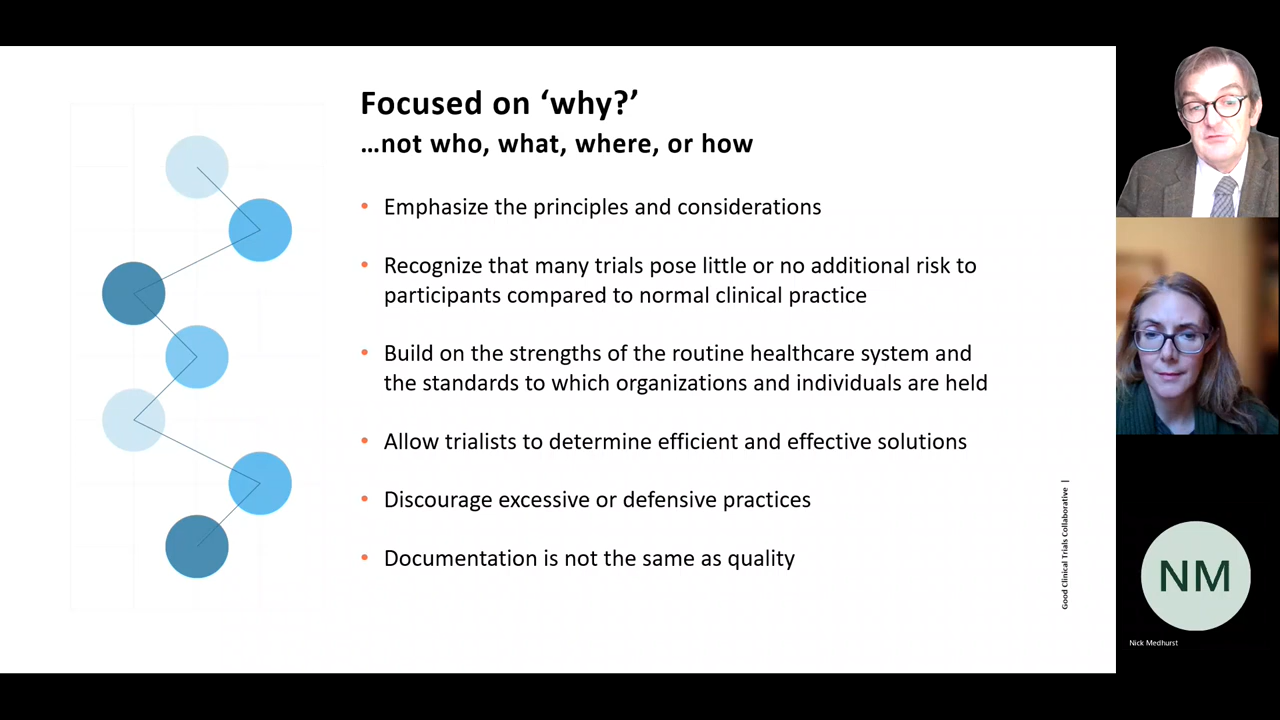 Focused on ‘why?’
...not who, what, where, or how
• Emphasize the principles and considerations
• Recognize that many trials pose little or no additional risk to
participants compared to normal clinical practice
• Build on the strengths of the routine healthcare system and
the standards to which organizations and individuals are held
• Allow trialists to determine efficient and effective solutions
• Discourage excessive or defensive practices
• Documentation is not the same as quality
Good Clinical Trials Collaborative |
NM
Nick Medhurst